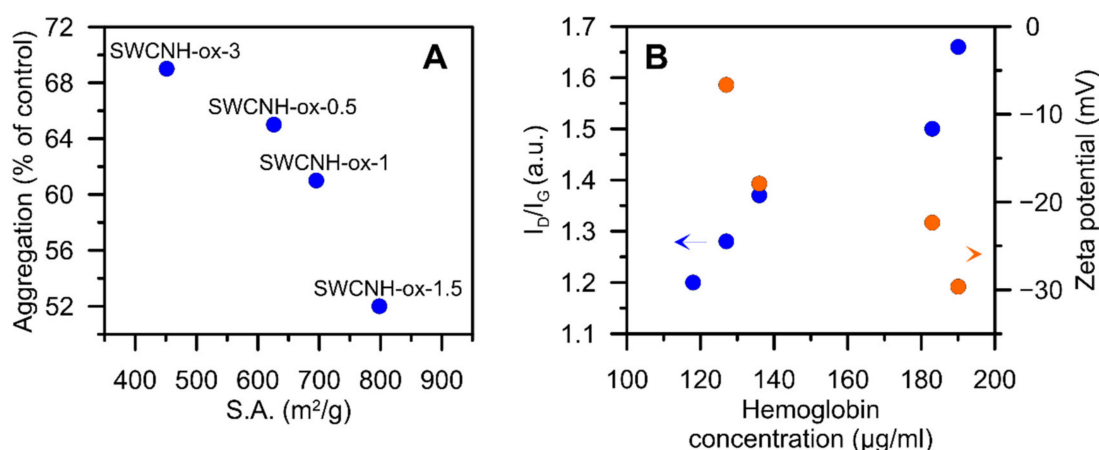 A
Aggregation (% of control)
72
68
64
60
56
52
SWCNH-ox-3
SWCNH-ox-0.5
SWCNH-ox-1
SWCNH-ox-1.5
400 500 600 700 800 900
S.A. (m²/g)
B
I_D/I_G (a.u.)
1.7
1.6
1.5
1.4
1.3
1.2
1.1
0
−10
−20
−30
Zeta potential (mV)
100 120 140 160 180 200
Hemoglobin
concentration (µg/ml)